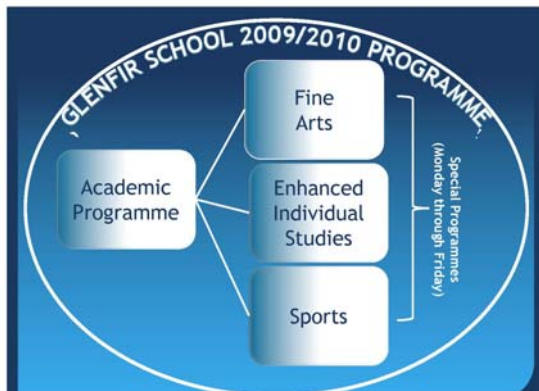 GLENFIR SCHOOL 2009/2010 PROGRAMME
Academic
Programme
Fine
Arts
Enhanced
Individual
Studies
Sports
Special Programmes
(Monday through Friday)